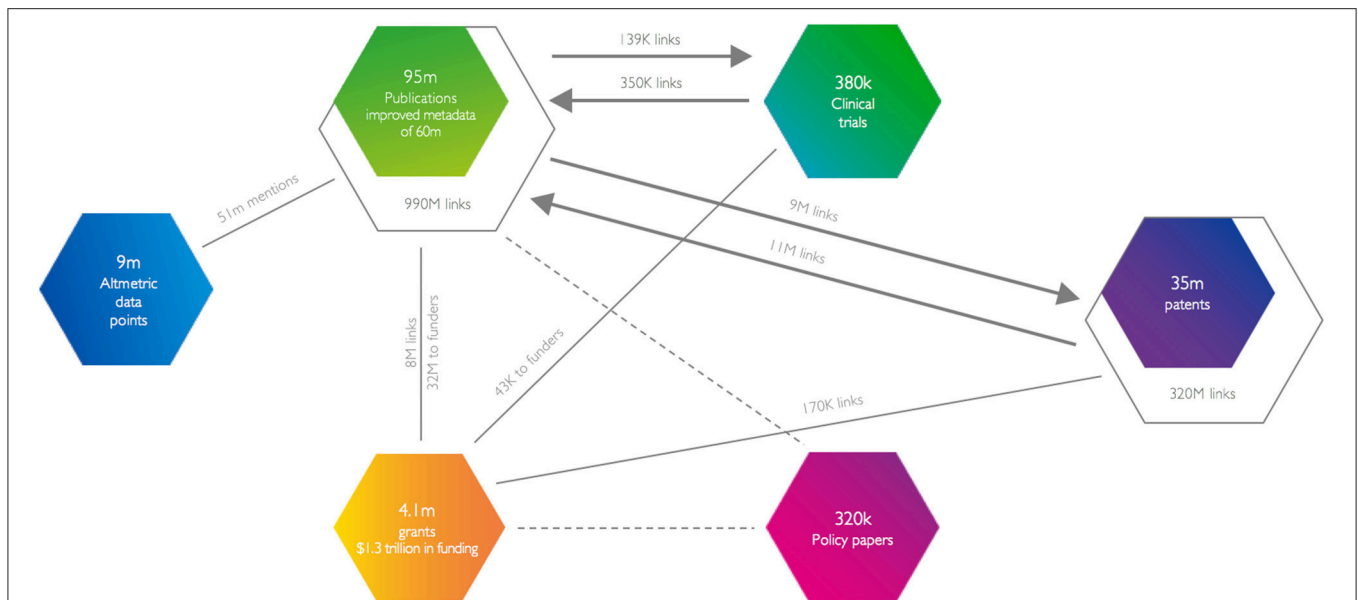 139K links
95m
Publications
improved metadata
of 60m
350K links
380k
Clinical
trials
990M links
51m mentions
9M links
11M links
9m
Altmetric
data
points
35m
patents
8M links
32M to funders
43K to funders
170K links
320M links
4.1m
grants
$1.3 trillion in funding
320k
Policy papers